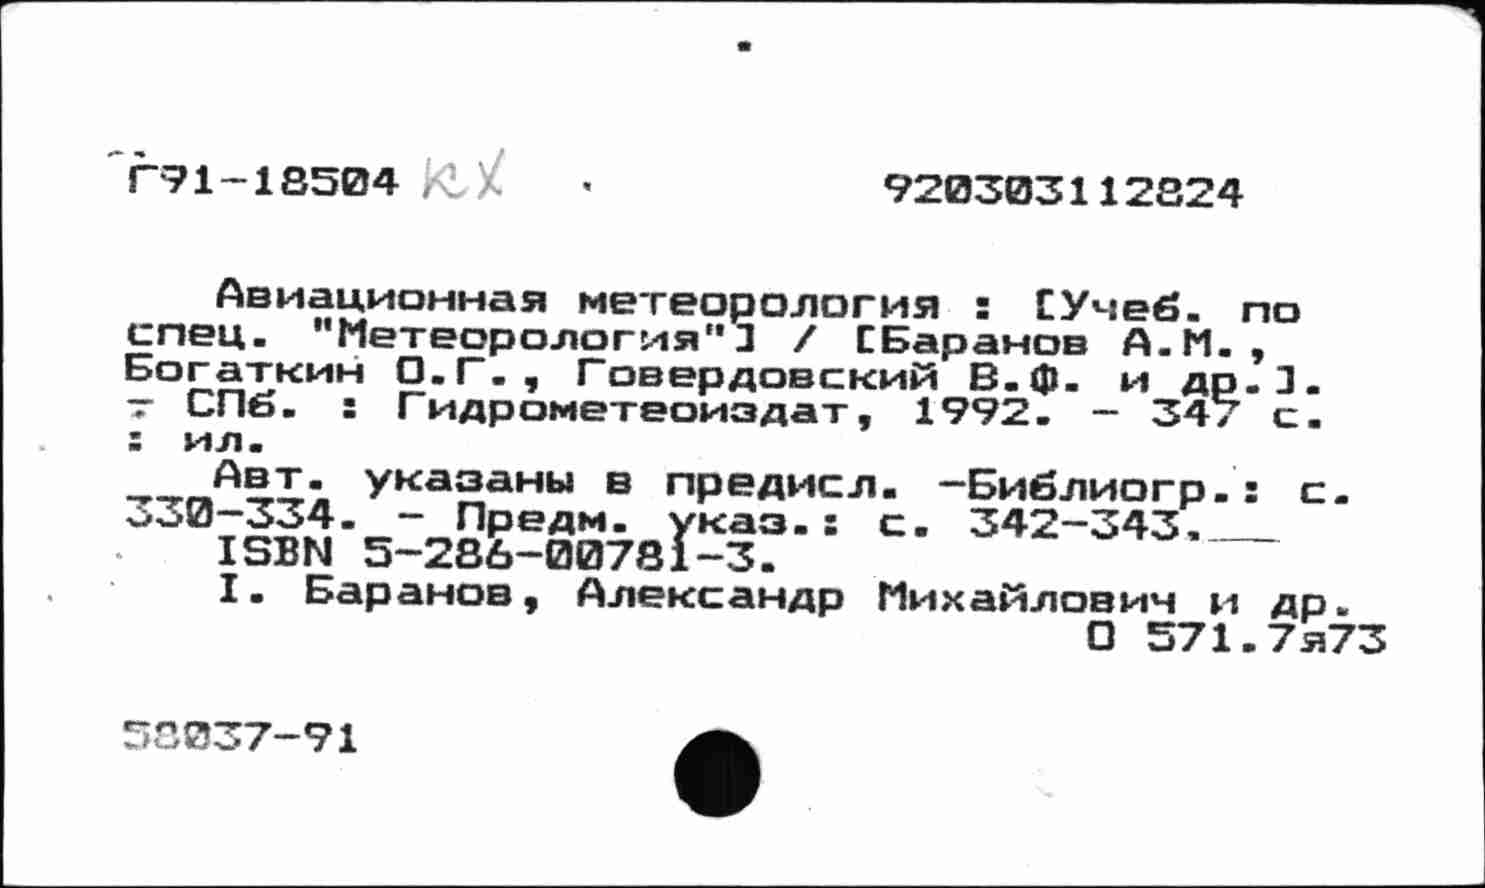 Г91-18504 кх
920303112824
Авиационная метеорология : [Учеб. по
спец. "Метеорология"] / [Баранов А.М.,
Богаткин О.Г., Говердовский В.Ф. и др.].
- СПб. : Гидрометеоиздат, 1992. - 347 с.
: ил.
Авт. указаны в предисл. -Библиогр.: с.
330-334. - Предм. указ.: с. 342-343.
ISBN 5-286-00781-3.
I. Баранов, Александр Михайлович и др.
О 571.7я73
58037-91